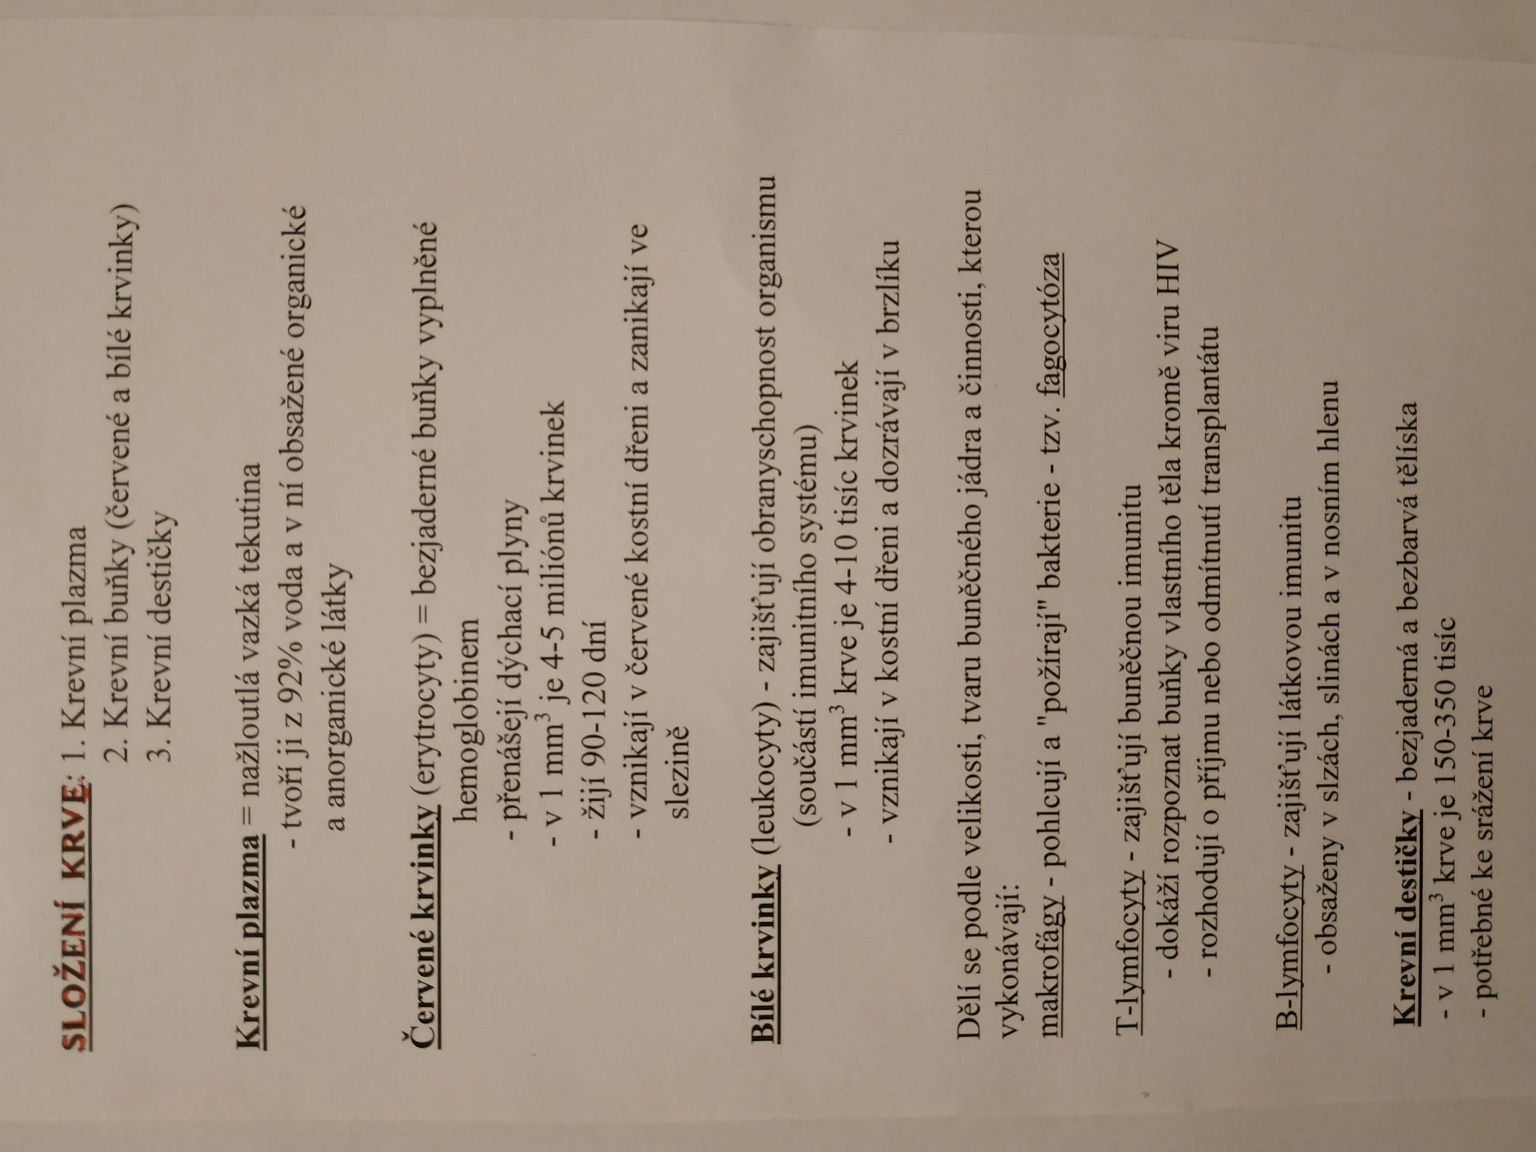 SLOŽENÍ KRVE: 1. Krevní plazma
2. Krevní buňky (červené a bílé krvinky)
3. Krevní destičky
Krevní plazma = nažloutlá vazká tekutina
- tvoří ji z 92% voda a v ní obsažené organické
a anorganické látky
Červené krvinky (erytrocyty) = bezjaderné buňky vyplněné
hemoglobinem
- přenášejí dýchací plyny
- v 1 mm³ je 4-5 miliónů krvinek
- žijí 90-120 dní
- vznikají v červené kostní dřeni a zanikají ve
slezině
Bílé krvinky (leukocyty) - zajišťují obranyschopnost organismu
(součástí imunitního systému)
- v 1 mm³ krve je 4-10 tisíc krvinek
- vznikají v kostní dřeni a dozrávají v brzlíku
Dělí se podle velikosti, tvaru buněčného jádra a činnosti, kterou
vykonávají:
makrofágy - pohlcují a "požírají" bakterie - tzv. fagocytóza
T-lymfocyty - zajišťují buněčnou imunitu
- dokáží rozpoznat buňky vlastního těla kromě viru HIV
- rozhodují o příjmu nebo odmítnutí transplantátu
B-lymfocyty - zajišťují látkovou imunitu
- obsaženy v slzách, slinách a v nosním hlenu
Krevní destičky - bezjaderná a bezbarvá tělíska
- v 1 mm³ krve je 150-350 tisíc
- potřebné ke srážení krve